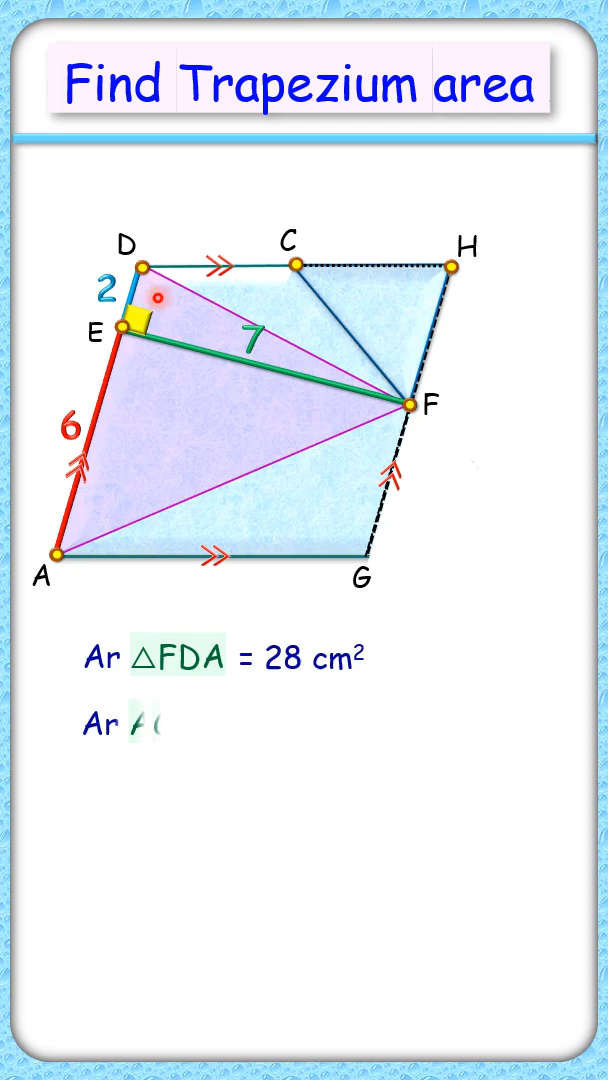 Find Trapezium area
D
C
H
2
E
7
F
6
A
G
Ar △FDA = 28 cm²
Ar